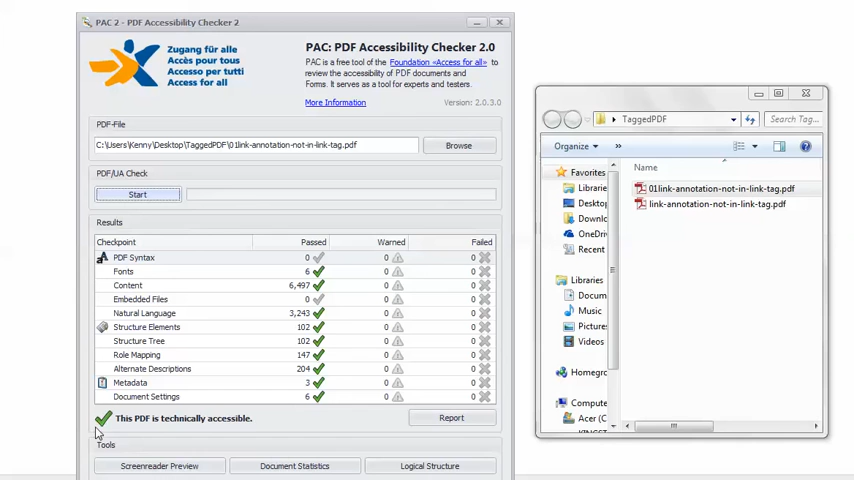 PAC 2 - PDF Accessibility Checker 2
Zugang für alle
Accès pour tous
Accesso per tutti
Access for all
PAC: PDF Accessibility Checker 2.0
PAC is a free tool of the Foundation «Access for all» to
review the accessibility of PDF documents and
Forms. It serves as a tool for experts and testers.
More Information
Version: 2.0.3.0
PDF-File
C:\Users\Kenny\Desktop\TaggedPDF\01link-annotation-not-in-link-tag.pdf
Browse
PDF/UA Check
Start
Results
Checkpoint Passed Warned Failed
PDF Syntax 0 0 0
Fonts 6 0 0
Content 6,497 0 0
Embedded Files 0 0 0
Natural Language 3,243 0 0
Structure Elements 102 0 0
Structure Tree 102 0 0
Role Mapping 147 0 0
Alternate Descriptions 204 0 0
Metadata 3 0 0
Document Settings 6 0 0
This PDF is technically accessible.
Report
Tools
Screenreader Preview
Document Statistics
Logical Structure
TaggedPDF
Search Tag...
Organize
»
Name
Favorites
Librarie
Desktop
Downlo
OneDri
Recent
Libraries
Docum
Music
Pictures
Videos
Homegro
Compute
Acer (C
01link-annotation-not-in-link-tag.pdf
link-annotation-not-in-link-tag.pdf